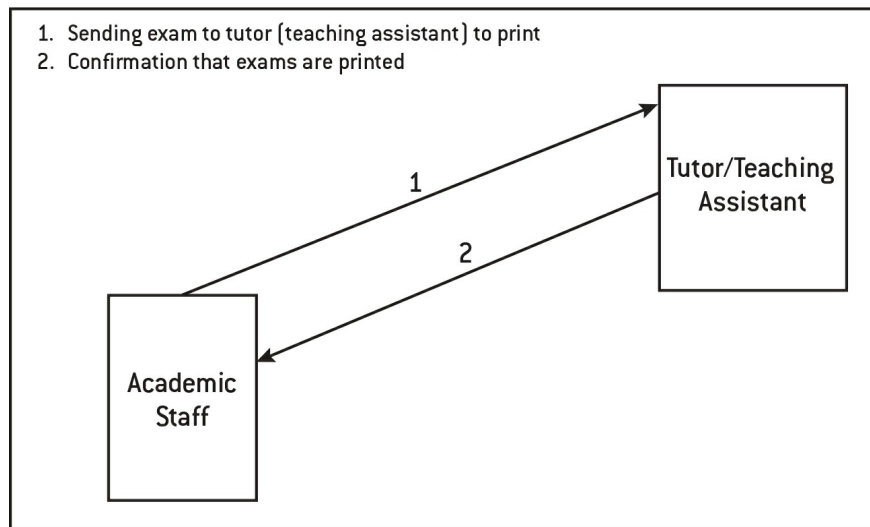 1. Sending exam to tutor (teaching assistant) to print
2. Confirmation that exams are printed
Tutor/Teaching
Assistant
1
2
Academic
Staff